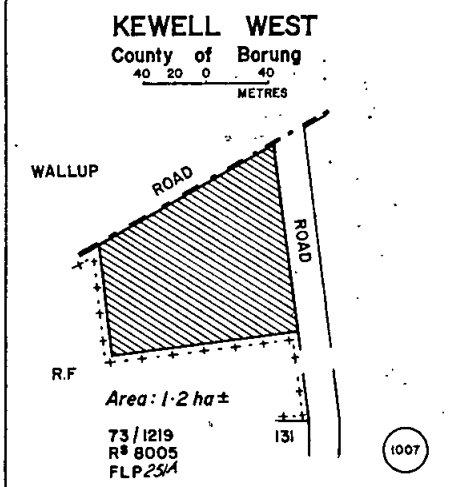 KEWELL WEST
County of Borung
40 20 0 40
METRES
WALLUP
ROAD
ROAD
R.F
Area: 1·2 ha ±
73/1219
Rs 8005
FLP 251A
131
1007